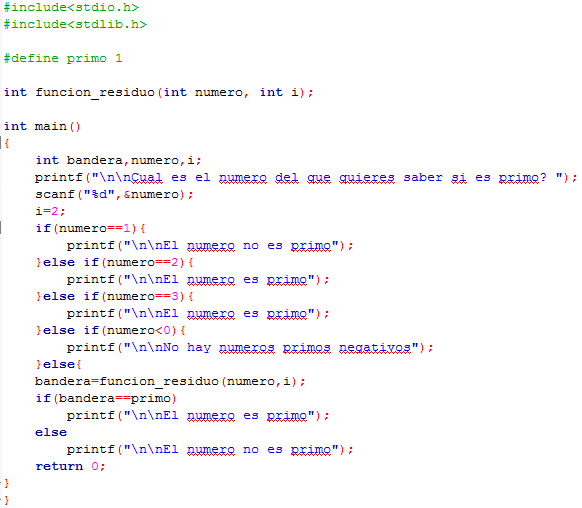 #include<stdio.h>
#include<stdlib.h>
#define primo 1
int funcion_residuo(int numero, int i);
int main()
{
int bandera,numero,i;
printf("\n\nCual es el numero del que quieres saber si es primo? ");
scanf("%d",&numero);
i=2;
if(numero==1){
printf("\n\nEl numero no es primo");
}else if(numero==2){
printf("\n\nEl numero es primo");
}else if(numero==3){
printf("\n\nEl numero es primo");
}else if(numero<0){
printf("\n\nNo hay numeros primos negativos");
}else{
bandera=funcion_residuo(numero,i);
if(bandera==primo)
printf("\n\nEl numero es primo");
else
printf("\n\nEl numero no es primo");
return 0;
}
}